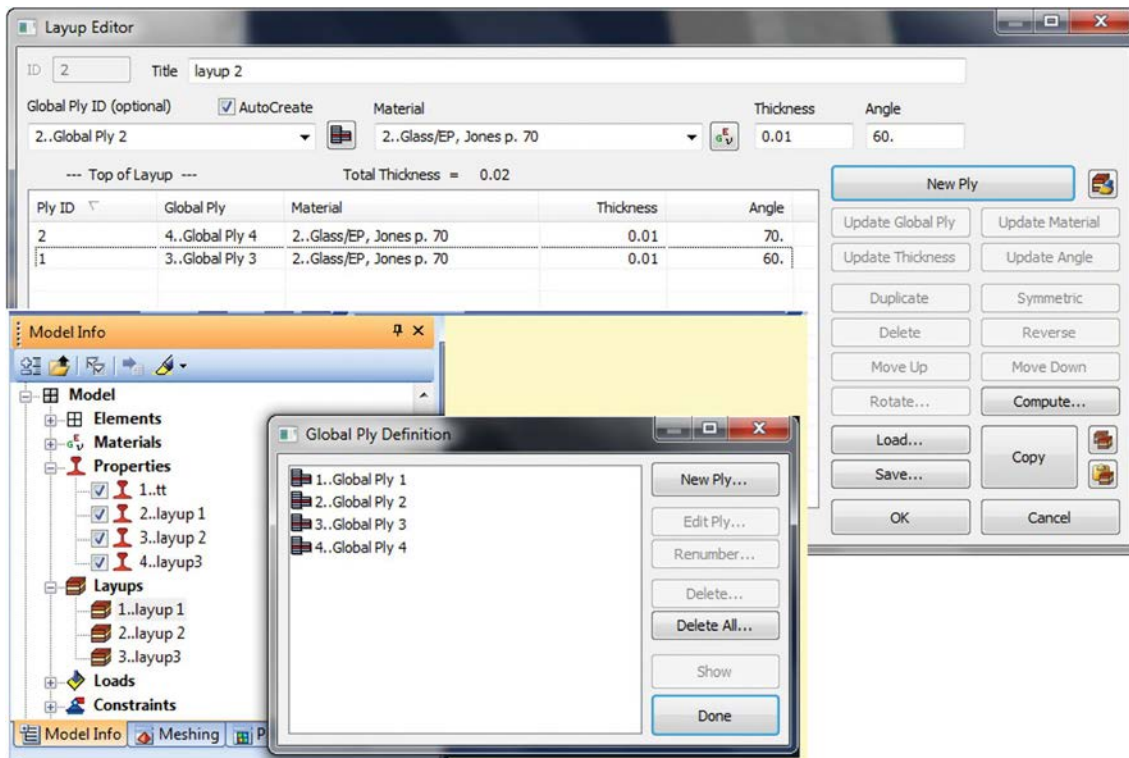 Layup Editor
ID 2 Title layup 2
Global Ply ID (optional) AutoCreate Material Thickness Angle
2..Global Ply 2 2..Glass/EP, Jones p. 70 0.01 60.
--- Top of Layup --- Total Thickness = 0.02
Ply ID Global Ply Material Thickness Angle
2 4..Global Ply 4 2..Glass/EP, Jones p. 70 0.01 70.
1 3..Global Ply 3 2..Glass/EP, Jones p. 70 0.01 60.
New Ply
Update Global Ply Update Material
Update Thickness Update Angle
Duplicate Symmetric
Delete Reverse
Move Up Move Down
Rotate... Compute...
Load... Copy
Save...
OK Cancel
Model Info
Model
Elements
Materials
Properties
1..tt
2..layup 1
3..layup 2
4..layup3
Layups
1..layup 1
2..layup 2
3..layup3
Loads
Constraints
Model Info Meshing P
Global Ply Definition
1..Global Ply 1
2..Global Ply 2
3..Global Ply 3
4..Global Ply 4
New Ply...
Edit Ply...
Renumber...
Delete...
Delete All...
Show
Done